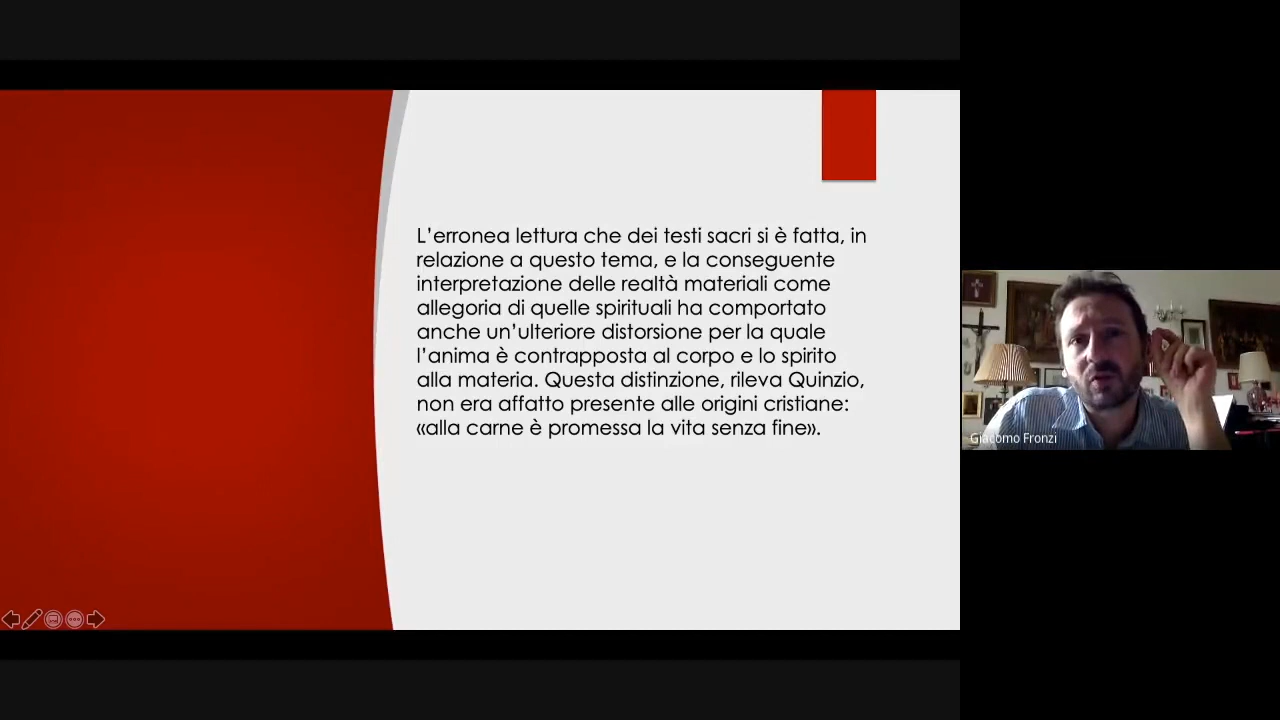 L'erronea lettura che dei testi sacri si è fatta, in
relazione a questo tema, e la conseguente
interpretazione delle realtà materiali come
allegoria di quelle spirituali ha comportato
anche un'ulteriore distorsione per la quale
l'anima è contrapposta al corpo e lo spirito
alla materia. Questa distinzione, rileva Quinzio,
non era affatto presente alle origini cristiane:
«alla carne è promessa la vita senza fine».
Giacomo Fronzi